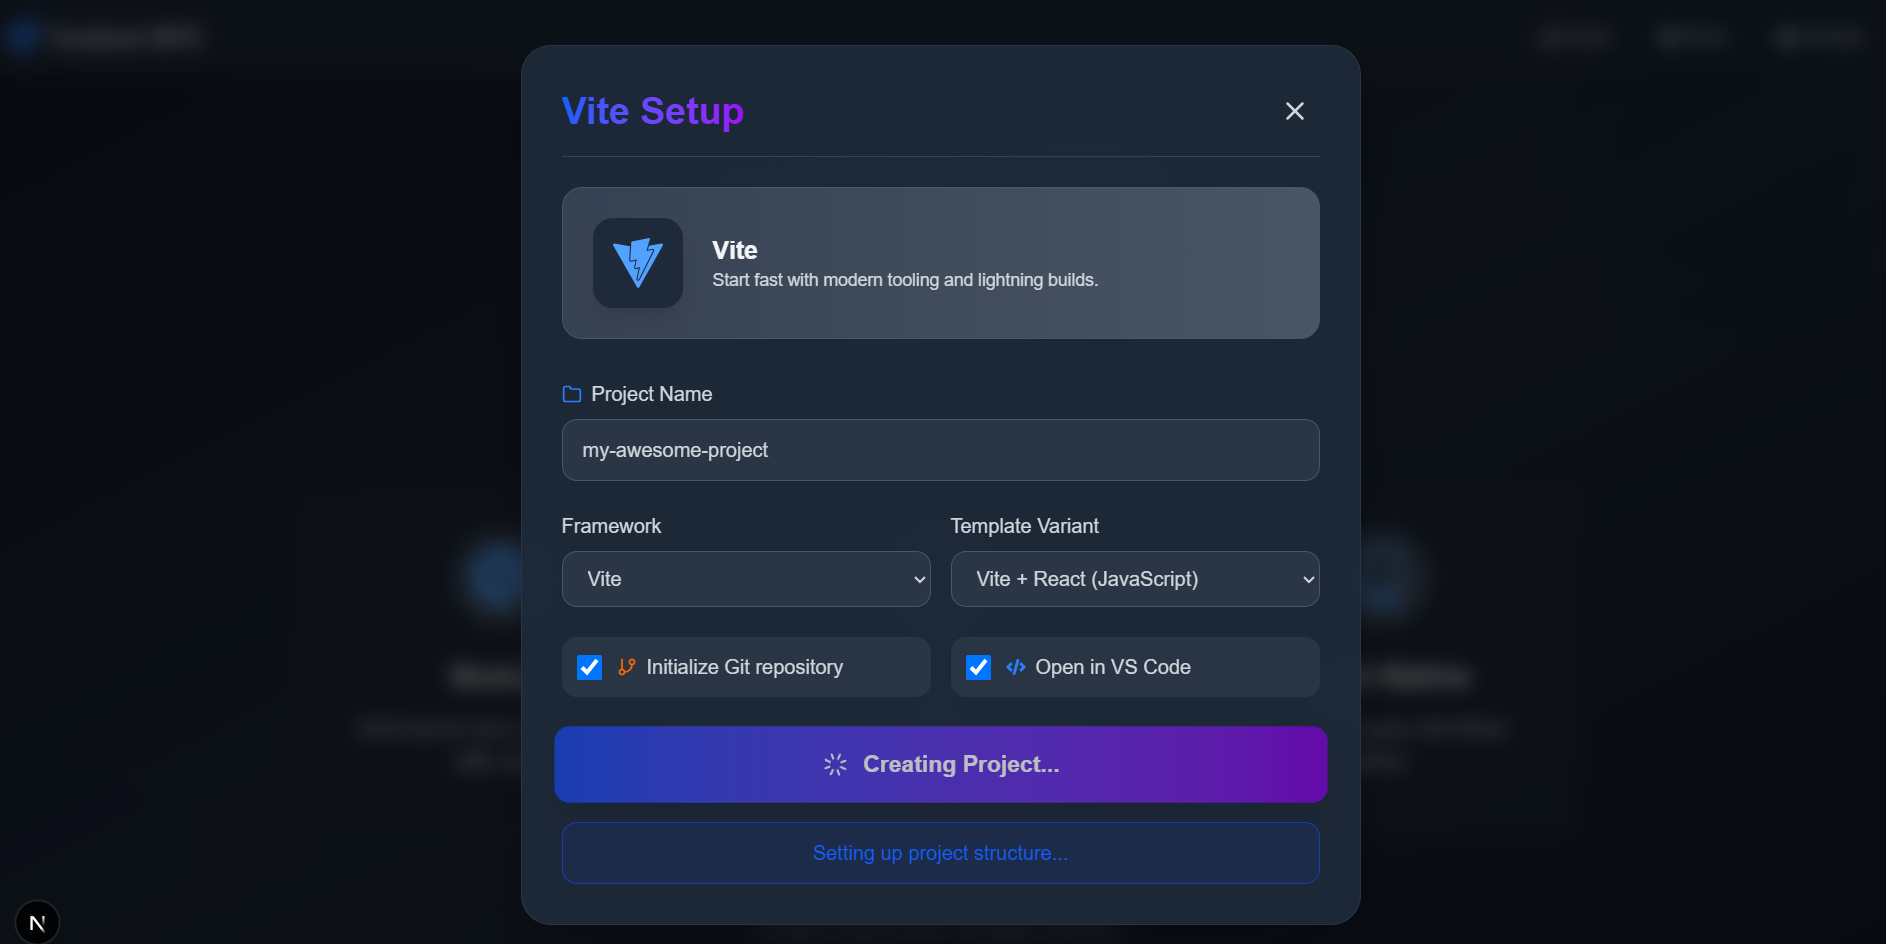 Vite Setup
Vite
Start fast with modern tooling and lightning builds.
Project Name
my-awesome-project
Framework
Template Variant
Vite
Vite + React (JavaScript)
Initialize Git repository
Open in VS Code
Creating Project...
Setting up project structure...
N